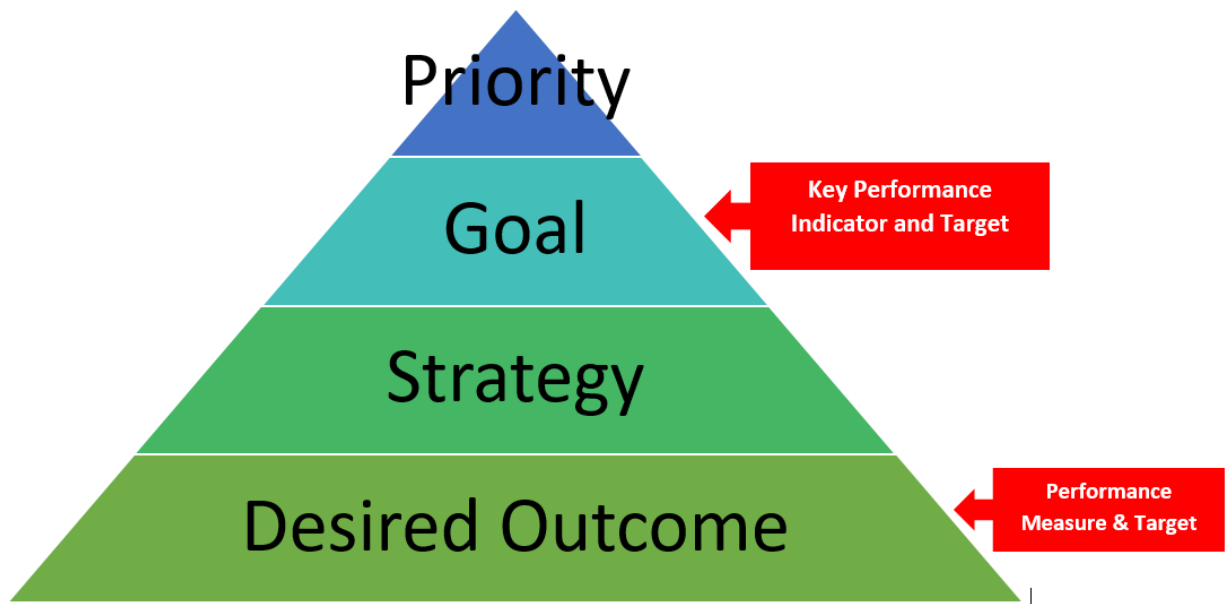 Priority
Goal
Key Performance
Indicator and Target
Strategy
Desired Outcome
Performance
Measure & Target